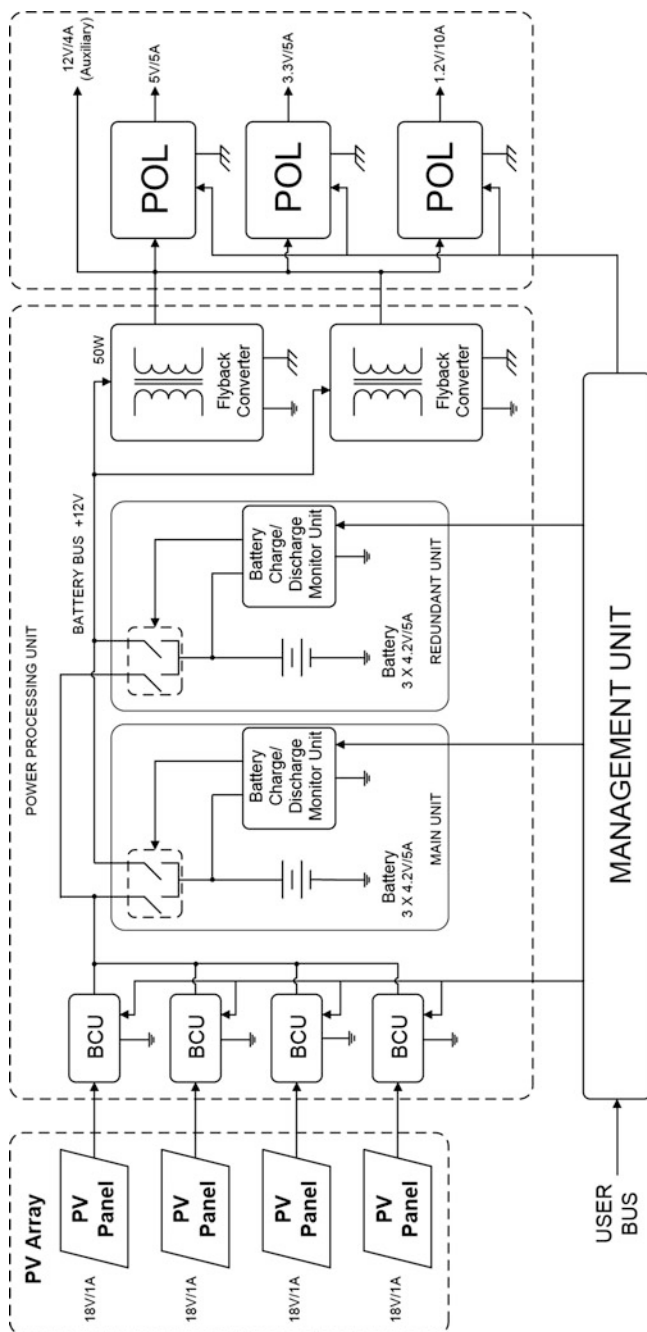 PV Array
18V/1A
PV
Panel
18V/1A
PV
Panel
18V/1A
PV
Panel
18V/1A
PV
Panel
POWER PROCESSING UNIT
BCU
BCU
BCU
BCU
BATTERY BUS +12V
Battery
Charge/
Discharge
Monitor Unit
Battery
3 X 4.2V/5A
MAIN UNIT
Battery
Charge/
Discharge
Monitor Unit
Battery
3 X 4.2V/5A
REDUNDANT UNIT
50W
Flyback
Converter
Flyback
Converter
12V/4A
(Auxiliary)
POL
5V/5A
POL
3.3V/5A
POL
1.2V/10A
USER
BUS
MANAGEMENT UNIT